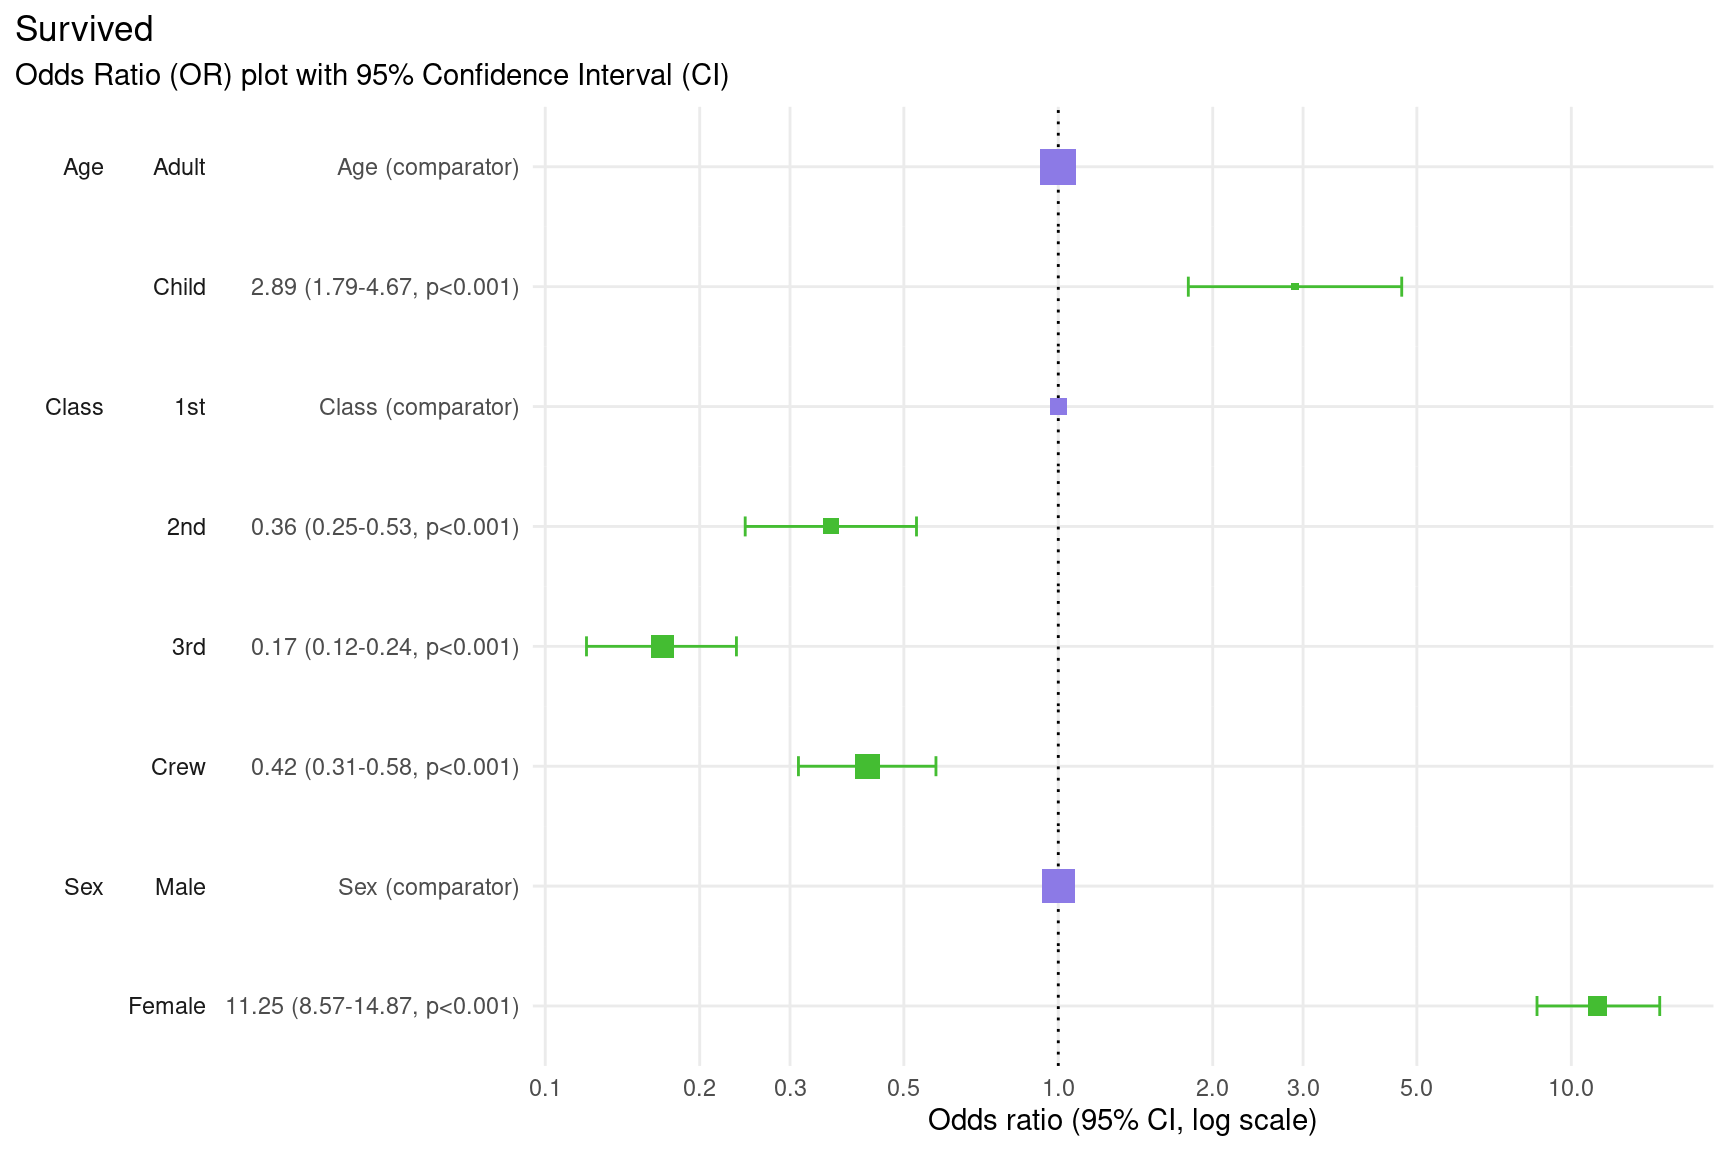 Survived
Odds Ratio (OR) plot with 95% Confidence Interval (CI)
Age Adult Age (comparator)
Child 2.89 (1.79-4.67, p<0.001)
Class 1st Class (comparator)
2nd 0.36 (0.25-0.53, p<0.001)
3rd 0.17 (0.12-0.24, p<0.001)
Crew 0.42 (0.31-0.58, p<0.001)
Sex Male Sex (comparator)
Female 11.25 (8.57-14.87, p<0.001)
0.1 0.2 0.3 0.5 1.0 2.0 3.0 5.0 10.0
Odds ratio (95% CI, log scale)